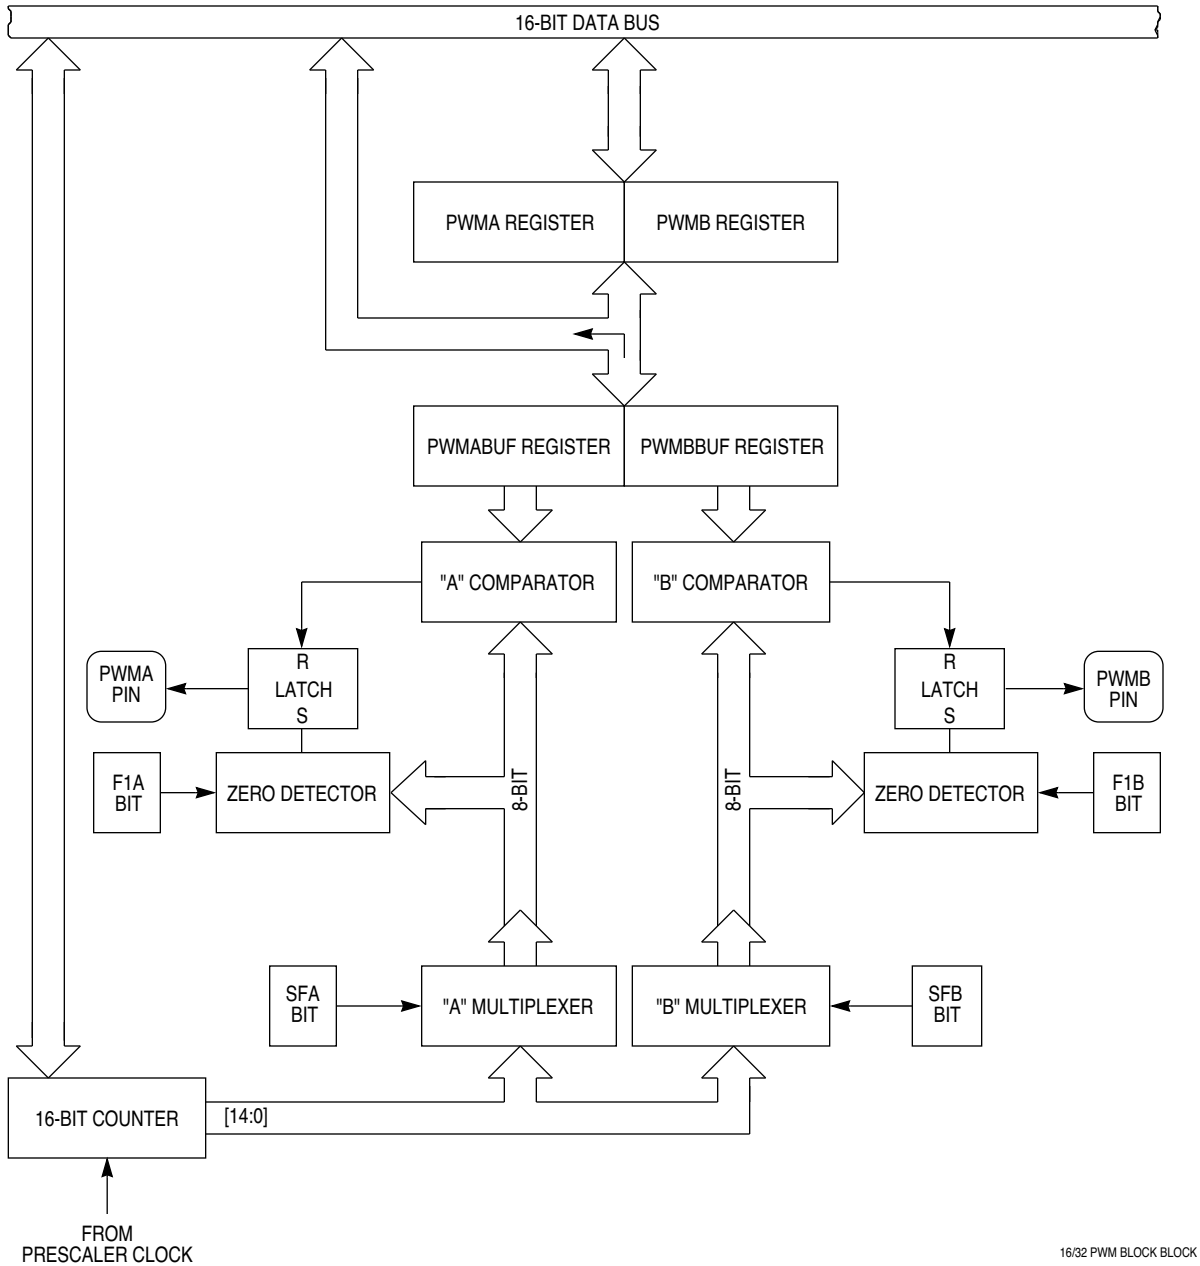 16-BIT DATA BUS
PWMA REGISTER
PWMB REGISTER
PWMABUF REGISTER
PWMBBUF REGISTER
"A" COMPARATOR
"B" COMPARATOR
PWMA
PIN
R
LATCH
S
R
LATCH
S
PWMB
PIN
F1A
BIT
ZERO DETECTOR
8-BIT
8-BIT
ZERO DETECTOR
F1B
BIT
SFA
BIT
"A" MULTIPLEXER
"B" MULTIPLEXER
SFB
BIT
16-BIT COUNTER
[14:0]
FROM
PRESCALER CLOCK
16/32 PWM BLOCK BLOCK